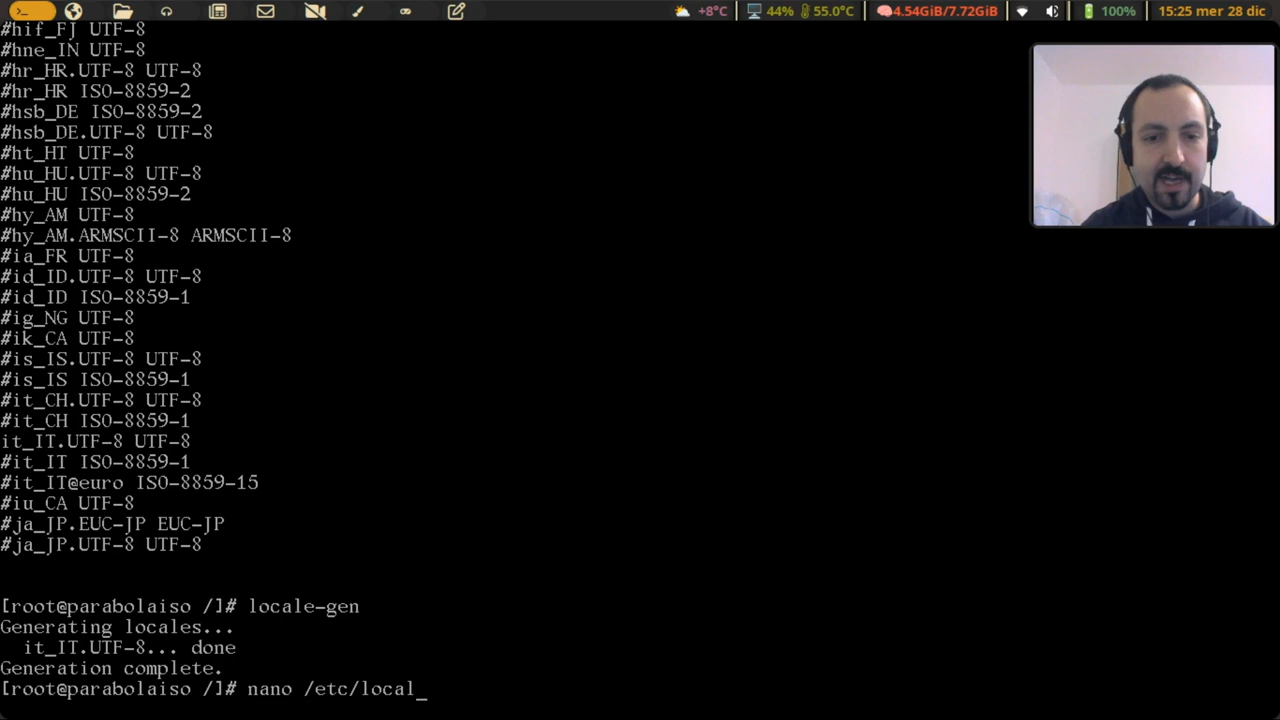 +8°C 44% 55.0°C 4.54GiB/7.72GiB 100% 15:25 mer 28 dic
#hif_FJ UTF-8
#hne_IN UTF-8
#hr_HR.UTF-8 UTF-8
#hr_HR ISO-8859-2
#hsb_DE ISO-8859-2
#hsb_DE.UTF-8 UTF-8
#ht_HT UTF-8
#hu_HU.UTF-8 UTF-8
#hu_HU ISO-8859-2
#hy_AM UTF-8
#hy_AM.ARMSCII-8 ARMSCII-8
#ia_FR UTF-8
#id_ID.UTF-8 UTF-8
#id_ID ISO-8859-1
#ig_NG UTF-8
#ik_CA UTF-8
#is_IS.UTF-8 UTF-8
#is_IS ISO-8859-1
#it_CH.UTF-8 UTF-8
#it_CH ISO-8859-1
it_IT.UTF-8 UTF-8
#it_IT ISO-8859-1
#it_IT@euro ISO-8859-15
#iu_CA UTF-8
#ja_JP.EUC-JP EUC-JP
#ja_JP.UTF-8 UTF-8
[root@parabolaiso /]# locale-gen
Generating locales...
it_IT.UTF-8... done
Generation complete.
[root@parabolaiso /]# nano /etc/local_